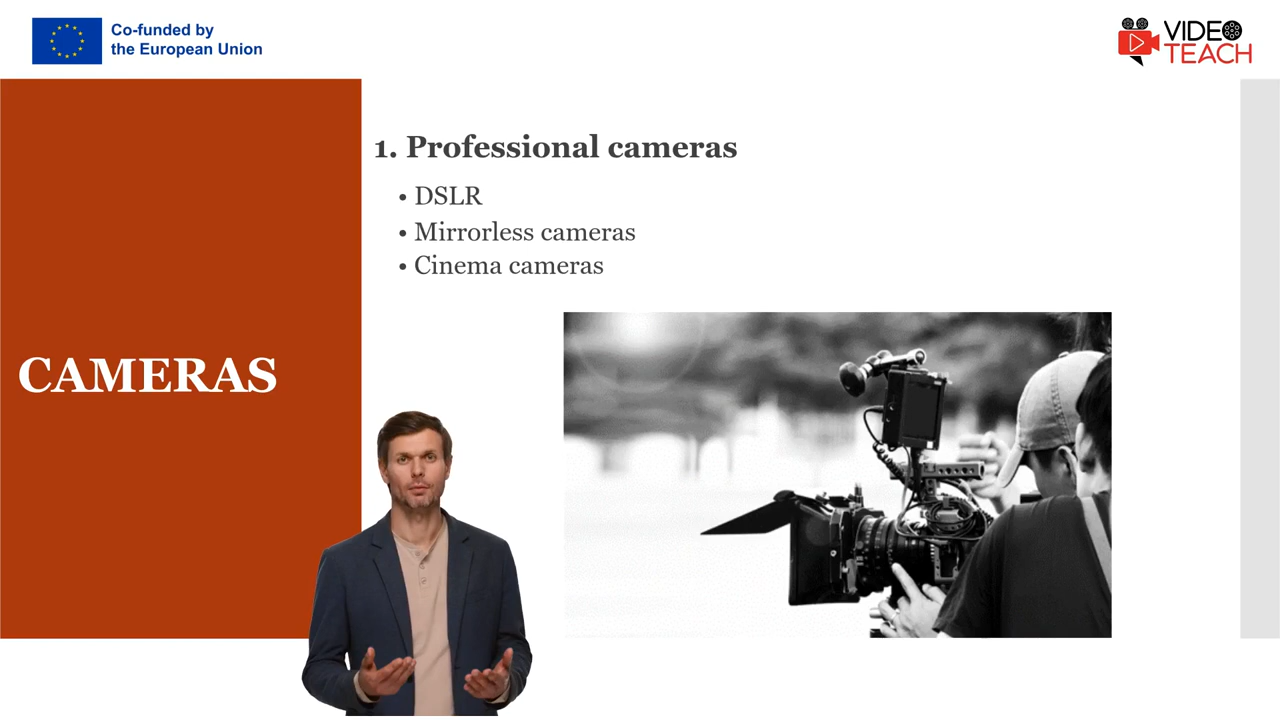 Co-funded by
the European Union
VIDEO
TEACH
1. Professional cameras
• DSLR
• Mirrorless cameras
• Cinema cameras
CAMERAS